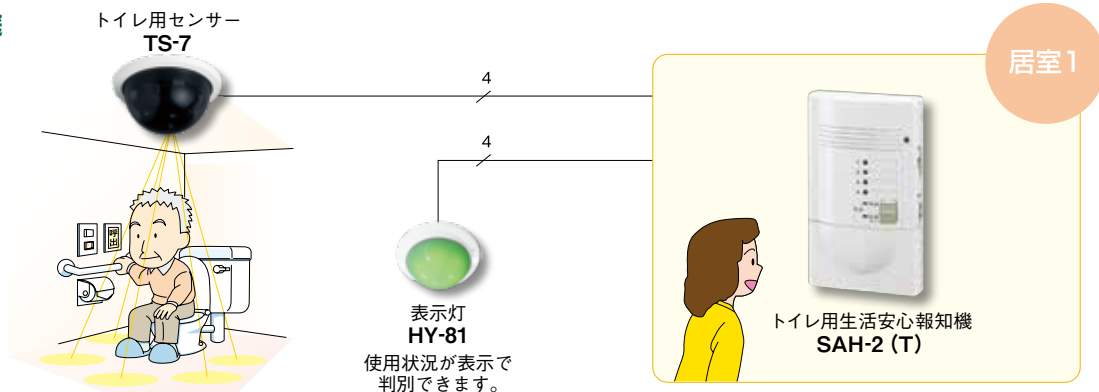 トイレ用センサー
TS-7
居室1
4
4
呼出
表示灯
HY-81
使用状況が表示で
判別できます。
トイレ用生活安心報知機
SAH-2（T）